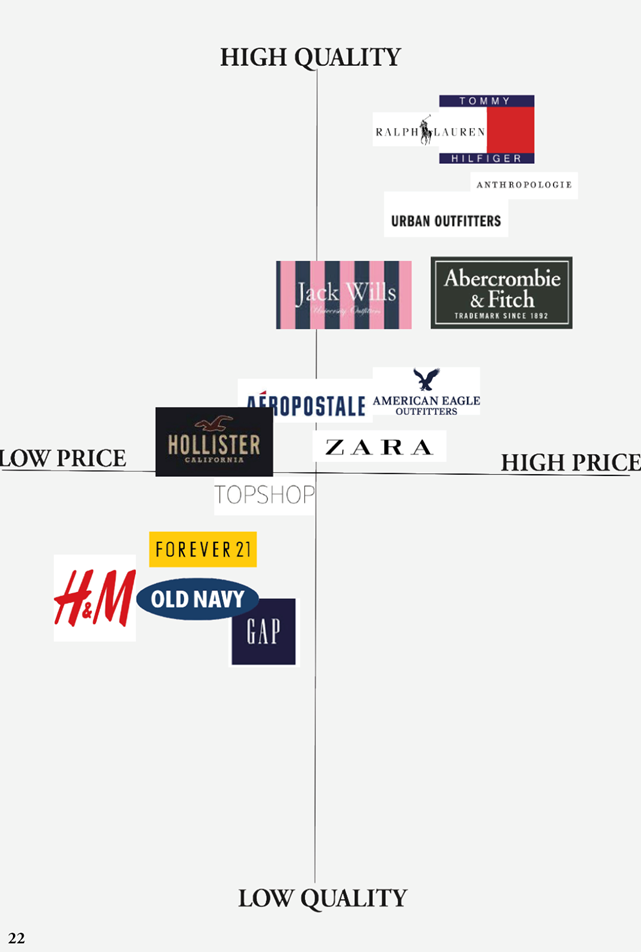 HIGH QUALITY
TOMMY
RALPH LAUREN
HILFIGER
ANTHROPOLOGIE
URBAN OUTFITTERS
Jack Wills
University Outfitters
Abercrombie
& Fitch
TRADEMARK SINCE 1892
AÉROPOSTALE
AMERICAN EAGLE
OUTFITTERS
HOLLISTER
CALIFORNIA
ZARA
LOW PRICE
HIGH PRICE
TOPSHOP
FOREVER 21
H&M
OLD NAVY
GAP
LOW QUALITY
22